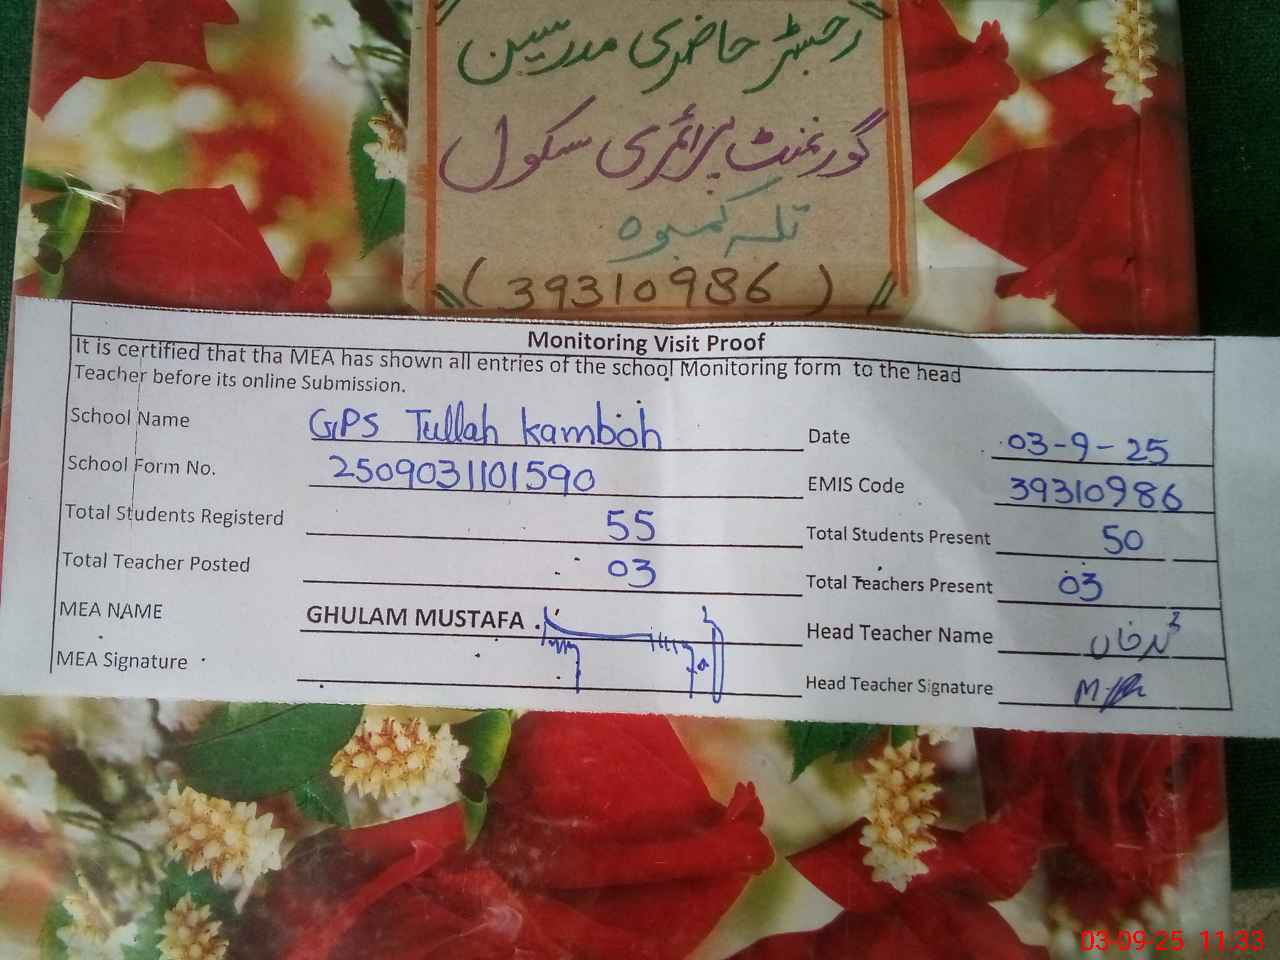 رجسٹر حاضری مدرسین
گورنمنٹ پرائمری سکول
تلہ کمبوہ
(39310986)
Monitoring Visit Proof
It is certified that tha MEA has shown all entries of the school Monitoring form to the head
Teacher before its online Submission.
School Name GPS Tullah Kamboh Date 03-9-25
School Form No. 2509031101590 EMIS Code 39310986
Total Students Registerd 55 Total Students Present 50
Total Teacher Posted 03 Total Teachers Present 03
MEA NAME GHULAM MUSTAFA Head Teacher Name
MEA Signature Head Teacher Signature
03-09-25 11:33